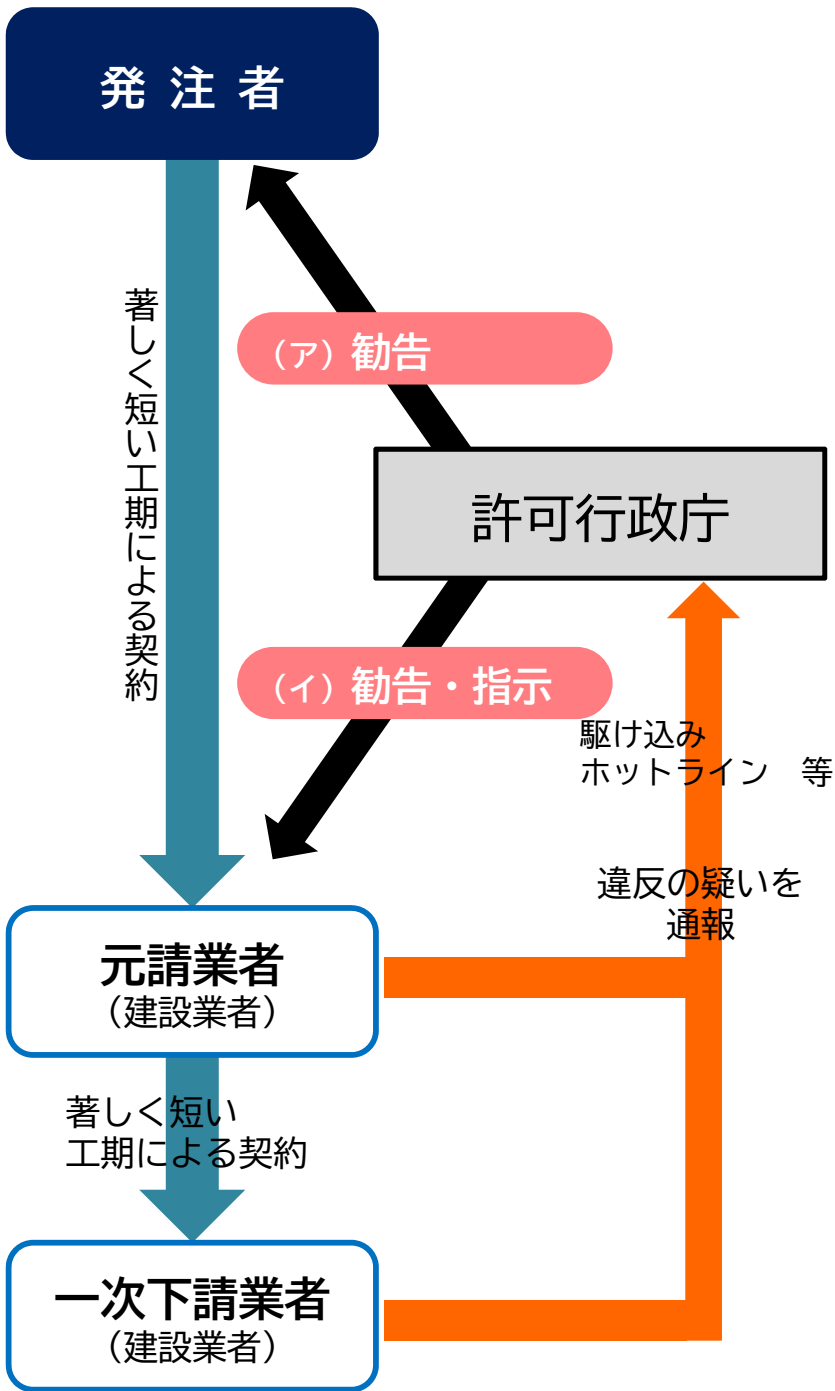 発注者
著しく短い工期による契約
（ア）勧告
許可行政庁
（イ）勧告・指示
駆け込み
ホットライン　等
違反の疑いを
通報
元請業者
（建設業者）
著しく短い
工期による契約
一次下請業者
（建設業者）